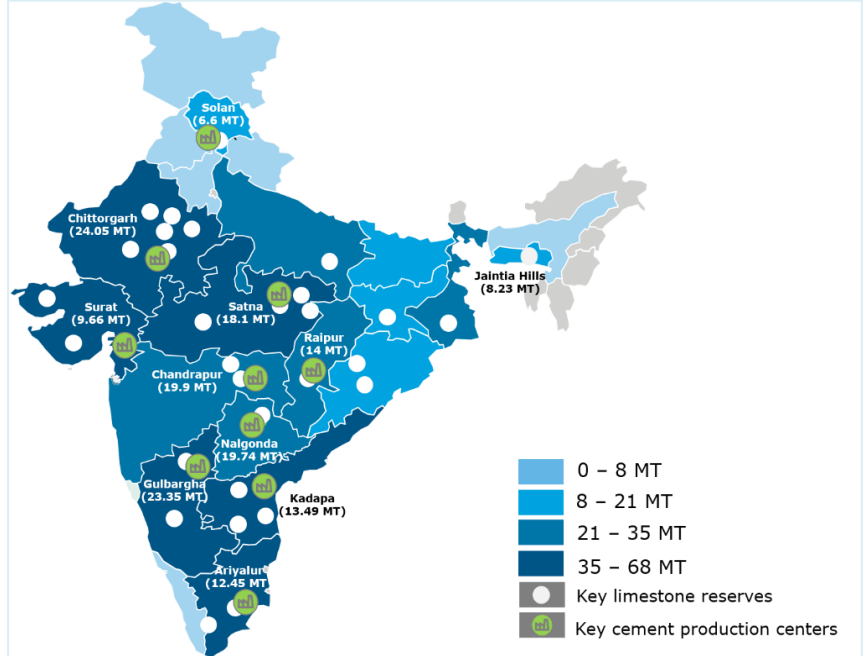 Solan
(6.6 MT)
Chittorgarh
(24.05 MT)
Jaintia Hills
(8.23 MT)
Surat
(9.66 MT)
Satna
(18.1 MT)
Raipur
(14 MT)
Chandrapur
(19.9 MT)
Nalgonda
(19.74 MT)
Gulbargha
(23.35 MT)
Kadapa
(13.49 MT)
Ariyalur
(12.45 MT
0 – 8 MT
8 – 21 MT
21 – 35 MT
35 – 68 MT
Key limestone reserves
Key cement production centers